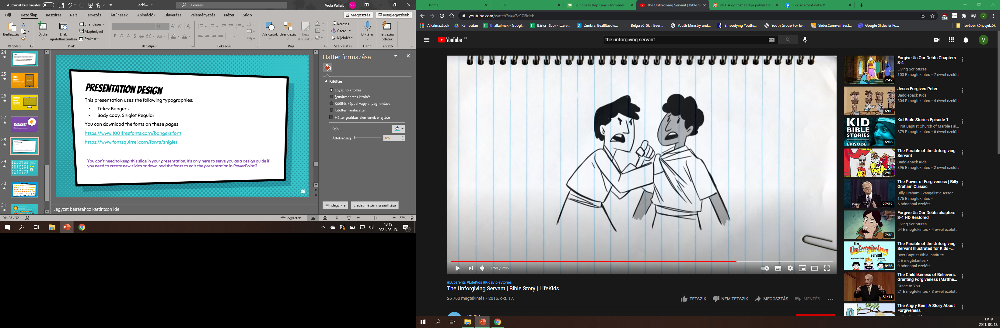 Automatikus mentés
Jachi...
Keresés
Viola Pálfalvi
VP
Fájl Kezdőlap Beszúrás Rajz Tervezés Áttűnések Animációk Diavetítés Véleményezés Nézet Súgó
Megosztás
Megjegyzések
Beillesztés
Új dia
Diák újrafelhasználása
Elrendezés
Alaphelyzet
Szakasz
24
F D A S ab AV Aa
Alakzatok
Elrendezés
Kész stílusok
Keresés
Csere
Kijelölés
Diktálás
Tervezési ötletek
Vágólap
Diák
Betűtípus
Bekezdés
Rajz
Szerkesztés
Hang
Tervező
24
25
26
27
THANKS!
28
29
30
31
PRESENTATION DESIGN
This presentation uses the following typographies:
× Titles: Bangers
× Body copy: Sniglet Regular
You can download the fonts on these pages:
https://www.1001freefonts.com/bangers.font
https://www.fontsquirrel.com/fonts/sniglet
You don't need to keep this slide in your presentation. It's only here to serve you as a design guide if
you need to create new slides or download the fonts to edit the presentation in PowerPoint®
28
Háttér formázása
Kitöltés
Egyszínű kitöltés
Színátmenetes kitöltés
Kitöltés képpel vagy anyagmintával
Kitöltés mintázattal
Háttér grafikus elemeinek elrejtése
Szín
Áttetszőség
0%
Mindegyikre
Eredeti háttér visszaállítása
Jegyzet beírásához kattintson ide
Dia 28 / 32
Jegyzetek
87%
13:19
2021. 03. 13.
1
home
16
Folt Közeli Kép Lány - Ingyenes
The Unforgiving Servant | Bible S
263. A gonosz szolga példázata
Kincső üzent neked!
youtube.com/watch?v=y7c976lrlek
226
V
Alkalmazások
Rambután
Ifi alkalmak - Googl...
Bárka Tábor - szerv...
Zimbra: Beállítások:...
Belga sörök :: Beer...
Youth Ministry and...
Embodying Youth:...
Youth Group For Ev...
SlidesCarnival: Best...
Google Slides & Po...
További könyvjelzők
YouTube HU
the unforgiving servant
V
1:53 / 2:32
#LCparents #LifeKids #KidsBibleStories
The Unforgiving Servant | Bible Story | LifeKids
26 760 megtekintés • 2016. okt. 17.
TETSZIK
NEM TETSZIK
MEGOSZTÁS
MENTÉS
Forgive Us Our Debts Chapters
3-4
Living Scriptures
103 E megtekintés • 7 évvel ezelőtt
7:42
Jesus Forgives Peter
Saddleback Kids
804 E megtekintés • 4 évvel ezelőtt
6:00
KID
BIBLE
STORIES
EPISODE I
5:56
Kid Bible Stories Episode 1
First Baptist Church of Marble Fal...
879 E megtekintés • 6 évvel ezelőtt
The Parable of the Unforgiving
Servant
Saddleback Kids
396 E megtekintés • 2 évvel ezelőtt
2:53
The Power of Forgiveness | Billy
Graham Classic
Billy Graham Evangelistic Associ...
175 E megtekintés •
6 hónappal ezelőtt
27:32
Forgive Us Our Debts chapters
3-4 HD Restored
Living Scriptures
54 E megtekintés • 4 évvel ezelőtt
7:38
The
Unforgiving
servant
8:26
The Parable of the Unforgiving
Servant Illustrated for Kids -...
Dyer Baptist Bible Institute
2 E megtekintés •
9 hónappal ezelőtt
The Childlikeness of Believers:
Granting Forgiveness (Matthe...
Grace to You
21 E megtekintés • 3 évvel ezelőtt
51:11
The Angry Bee | A Story About
Forgiveness
13:19
2021. 03. 13.